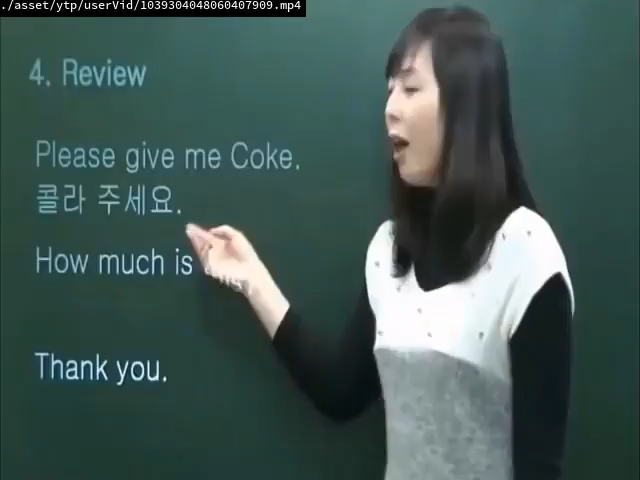 ./asset/ytp/userVid/1039304048060407909.mp4
4. Review
Please give me Coke.
콜라 주세요.
How much is
Thank you.